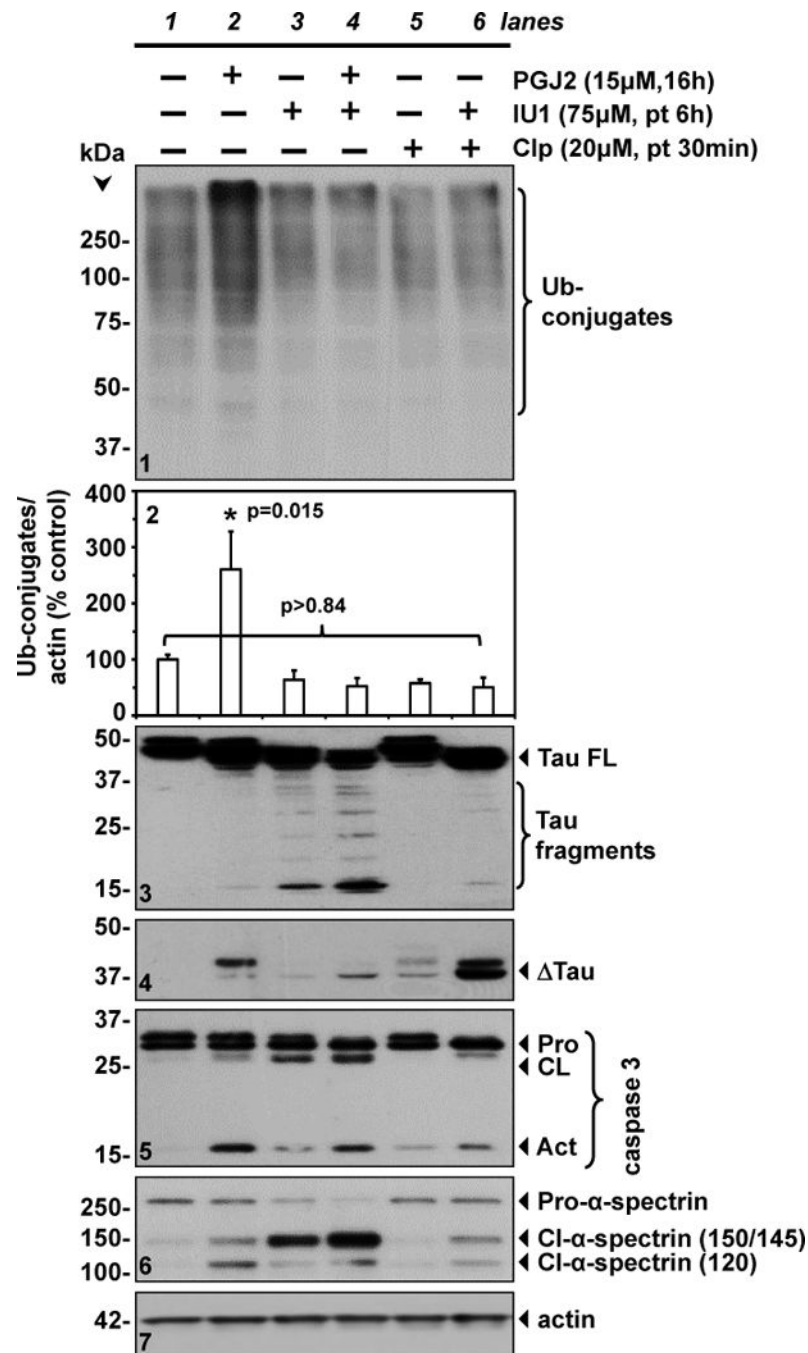 1 2 3 4 5 6 lanes
– + – + – – PGJ2 (15µM,16h)
– – + + – + IU1 (75µM, pt 6h)
kDa – – – – + + Clp (20µM, pt 30min)
250-
100-
75-
50-
37-
Ub-
conjugates
1
Ub-conjugates/
actin (% control)
400
300
200
100
0
2
* p=0.015
p>0.84
50-
37-
25-
15-
Tau FL
Tau
fragments
3
50-
37-
ΔTau
4
37-
25-
15-
Pro
CL
Act
caspase 3
5
250-
150-
100-
Pro-α-spectrin
Cl-α-spectrin (150/145)
Cl-α-spectrin (120)
6
42-
actin
7